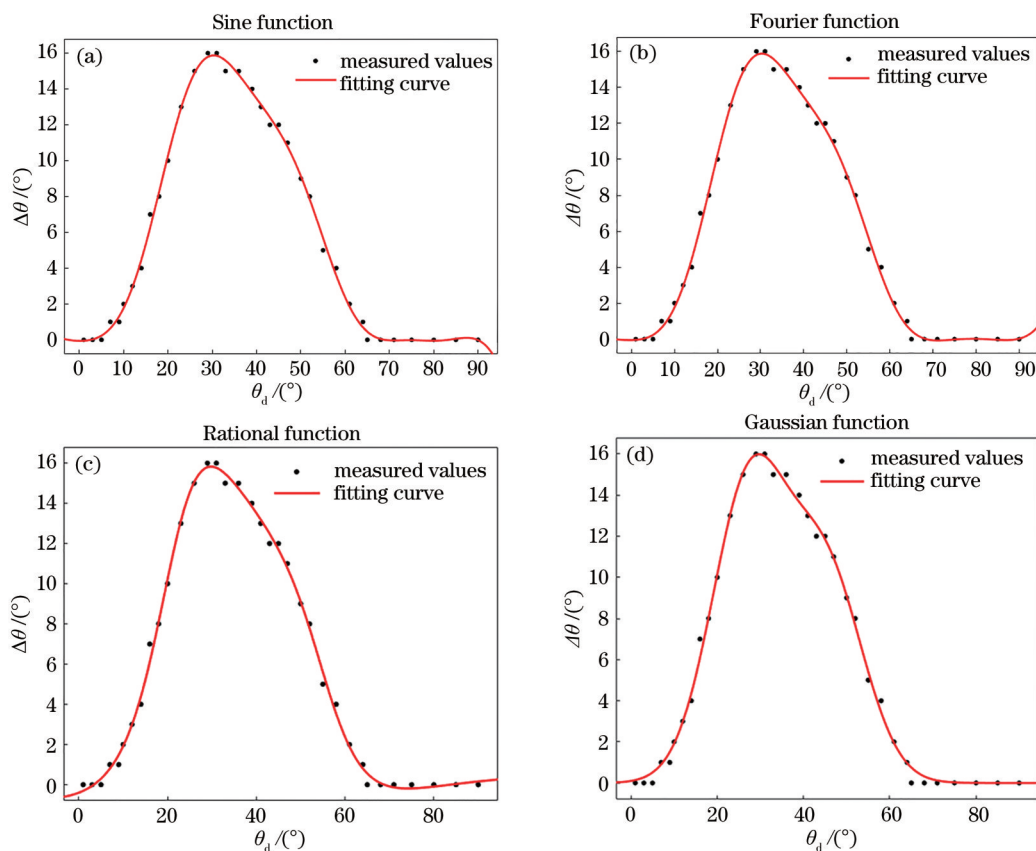 Sine function
(a)
measured values
fitting curve
Δθ /(°)
16
14
12
10
8
6
4
2
0
0 10 20 30 40 50 60 70 80 90
θd /(°)
Fourier function
(b)
measured values
fitting curve
Δθ /(°)
16
14
12
10
8
6
4
2
0
0 10 20 30 40 50 60 70 80 90
θd /(°)
Rational function
(c)
measured values
fitting curve
Δθ /(°)
16
14
12
10
8
6
4
2
0
0 20 40 60 80
θd /(°)
Gaussian function
(d)
measured values
fitting curve
Δθ /(°)
16
14
12
10
8
6
4
2
0
0 20 40 60 80
θd /(°)